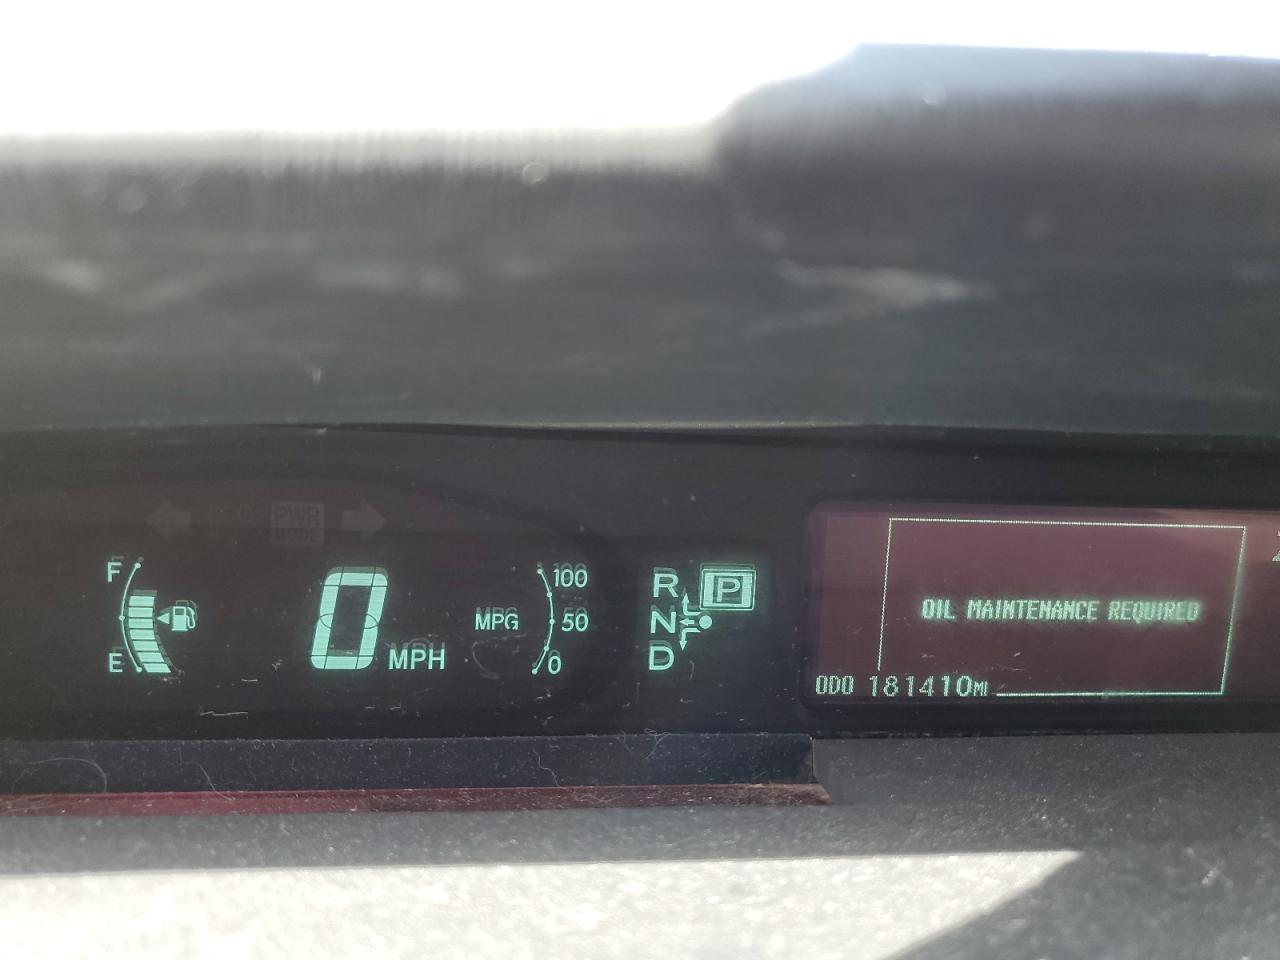 PWR
MODE
F
E
0 MPH
MPG
100
50
0
R
N
D
P
OIL MAINTENANCE REQUIRED
ODO 181410MI